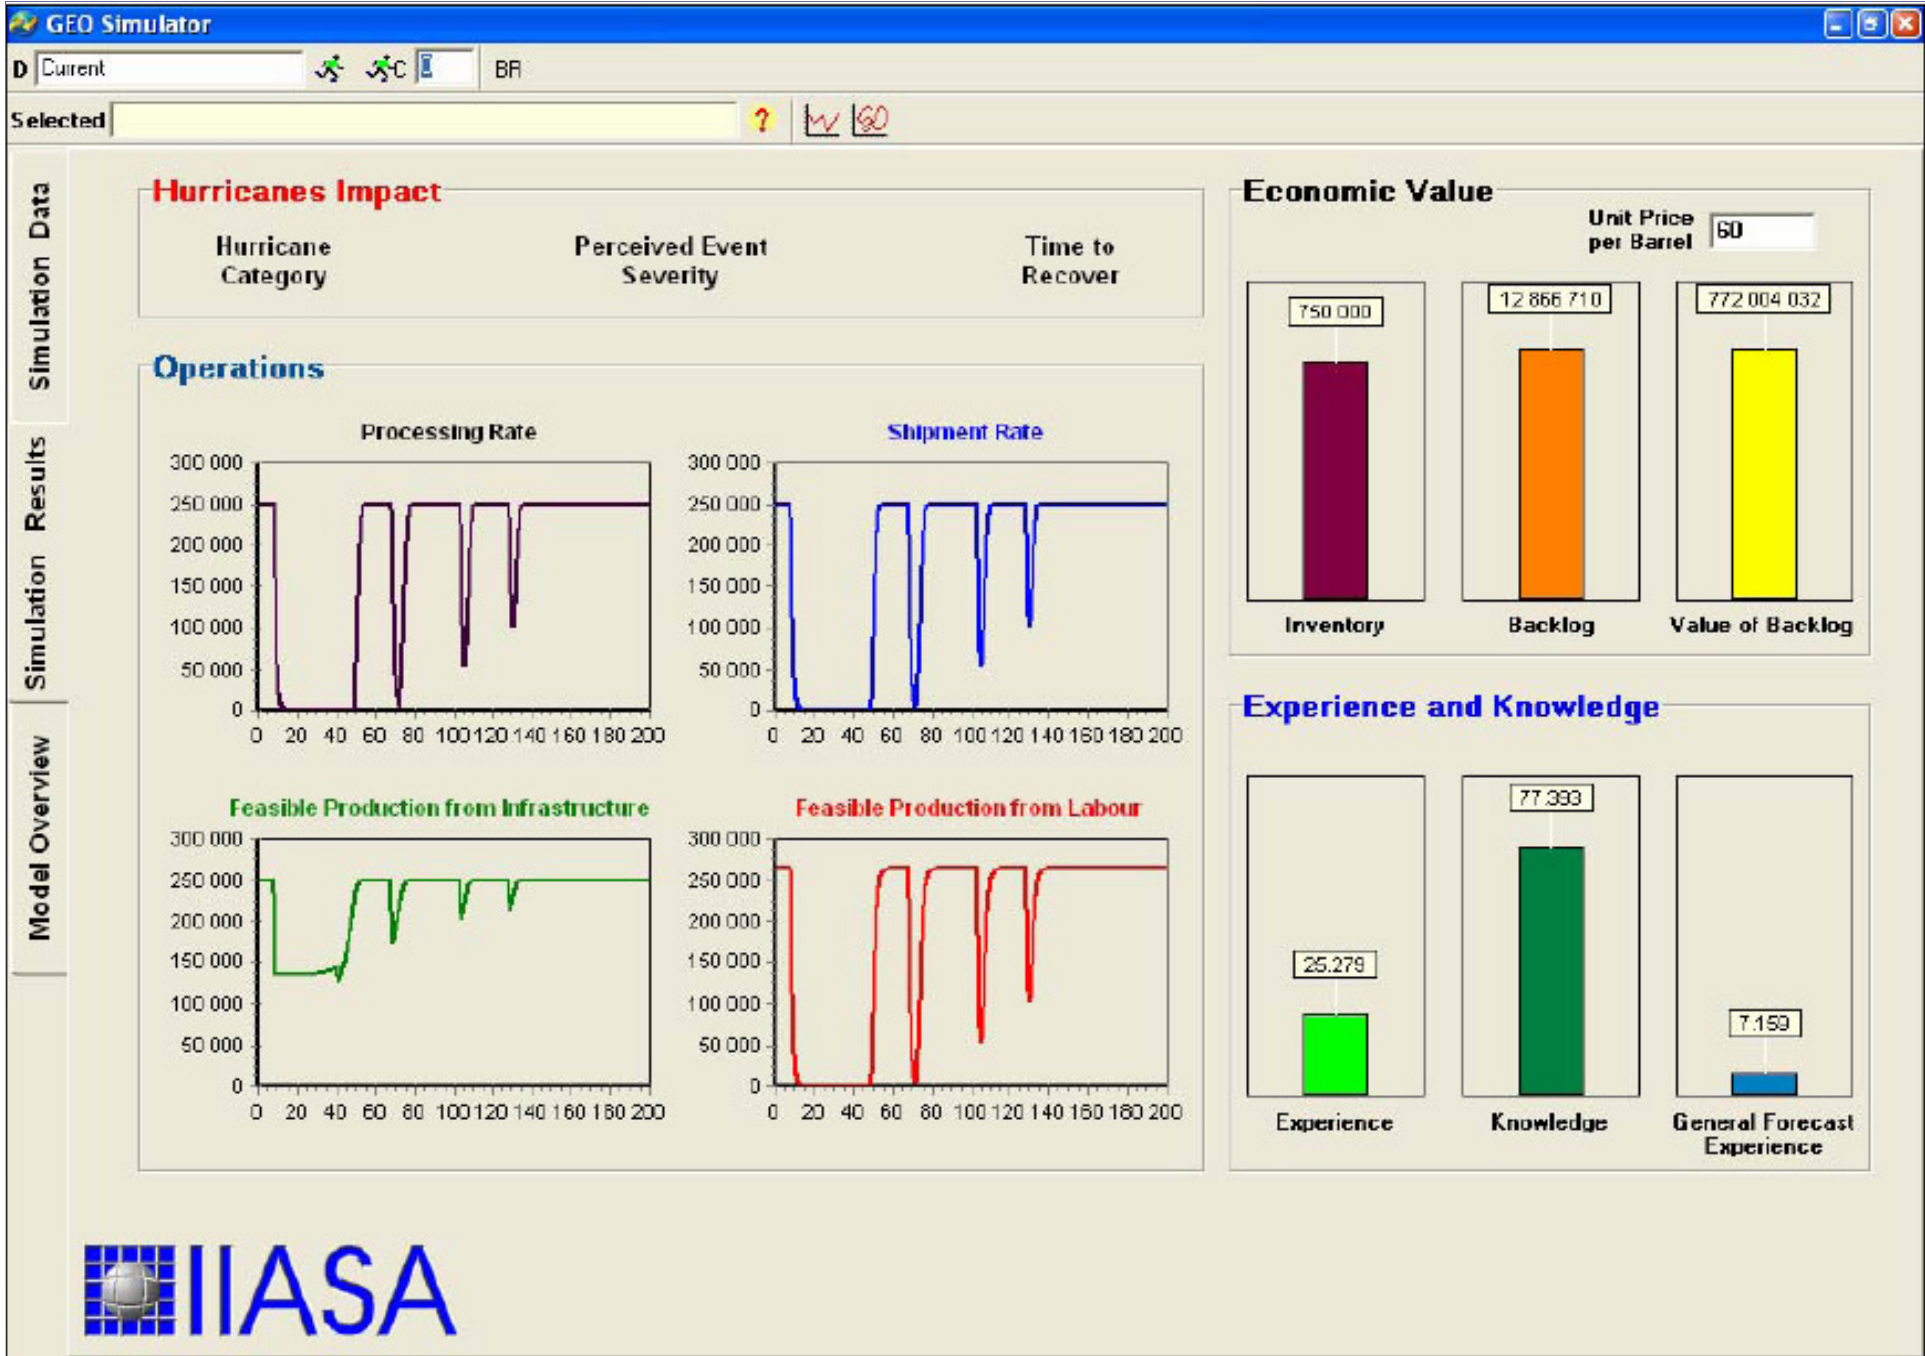 GEO Simulator
D Current C BR
Selected ?
Simulation Data
Simulation Results
Model Overview
Hurricanes Impact
Hurricane
Category
Perceived Event
Severity
Time to
Recover
Operations
Processing Rate
300 000
250 000
200 000
150 000
100 000
50 000
0
0 20 40 60 80 100 120 140 160 180 200
Shipment Rate
300 000
250 000
200 000
150 000
100 000
50 000
0
0 20 40 60 80 100 120 140 160 180 200
Feasible Production from Infrastructure
300 000
250 000
200 000
150 000
100 000
50 000
0
0 20 40 60 80 100 120 140 160 180 200
Feasible Production from Labour
300 000
250 000
200 000
150 000
100 000
50 000
0
0 20 40 60 80 100 120 140 160 180 200
Economic Value
Unit Price
per Barrel
60
750 000
12 866 710
772 004 032
Inventory
Backlog
Value of Backlog
Experience and Knowledge
25.279
77.393
7.159
Experience
Knowledge
General Forecast
Experience
IIASA